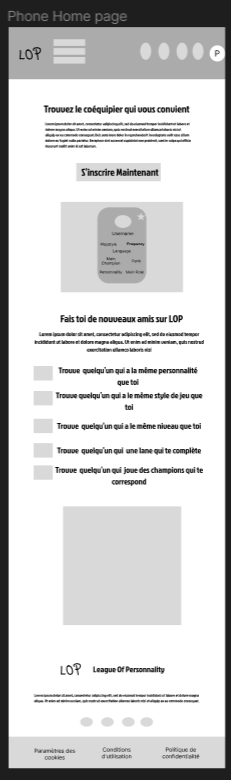 Phone Home page
LOP
P
Trouvez le coéquipier qui vous convient
S'inscrire Maintenant
Username
Playstyle Frequency
Language
Main Champion Rank
Personnality Main Role
Fais toi de nouveaux amis sur LOP
Lorem ipsum dolor sit amet, consectetur adipiscing elit, sed do eiusmod tempor
incididunt ut labore et dolore magna aliqua. Ut enim ad minim veniam, quis nostrud
exercitation ullamco laboris nisi
Trouve quelqu'un qui a la même personnalité
que toi
Trouve quelqu'un qui a le même style de jeu que
toi
Trouve quelqu'un qui a le même niveau que toi
Trouve quelqu'un qui une lane qui te complète
Trouve quelqu'un qui joue des champions qui te
correspond
LOP League Of Personnality
Paramètres des
cookies
Conditions
d'utilisation
Politique de
confidentialité